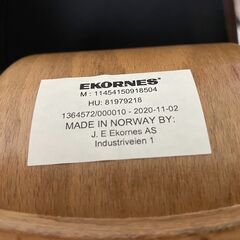 EKORNES®
M : 11454150918504
HU: 81979218
1364572/000010 - 2020-11-02
MADE IN NORWAY BY:
J. E Ekornes AS
Industriveien 1